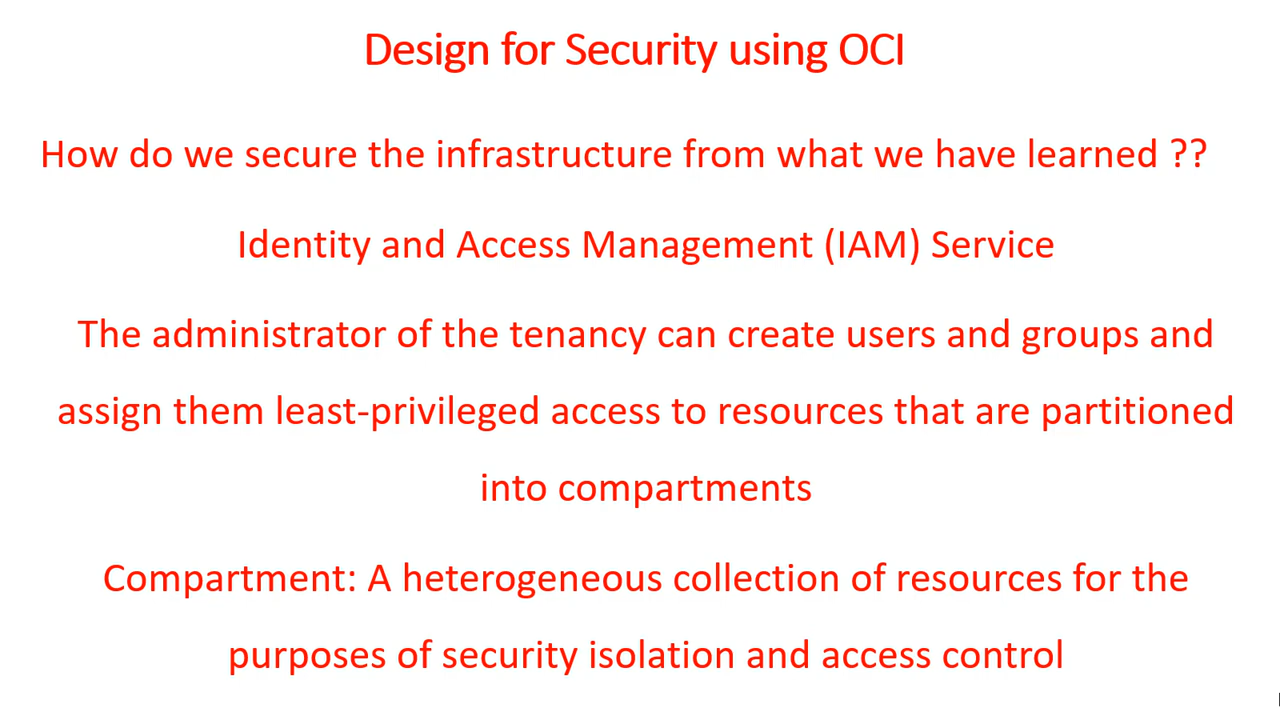 Design for Security using OCI
How do we secure the infrastructure from what we have learned ??
Identity and Access Management (IAM) Service
The administrator of the tenancy can create users and groups and
assign them least-privileged access to resources that are partitioned
into compartments
Compartment: A heterogeneous collection of resources for the
purposes of security isolation and access control